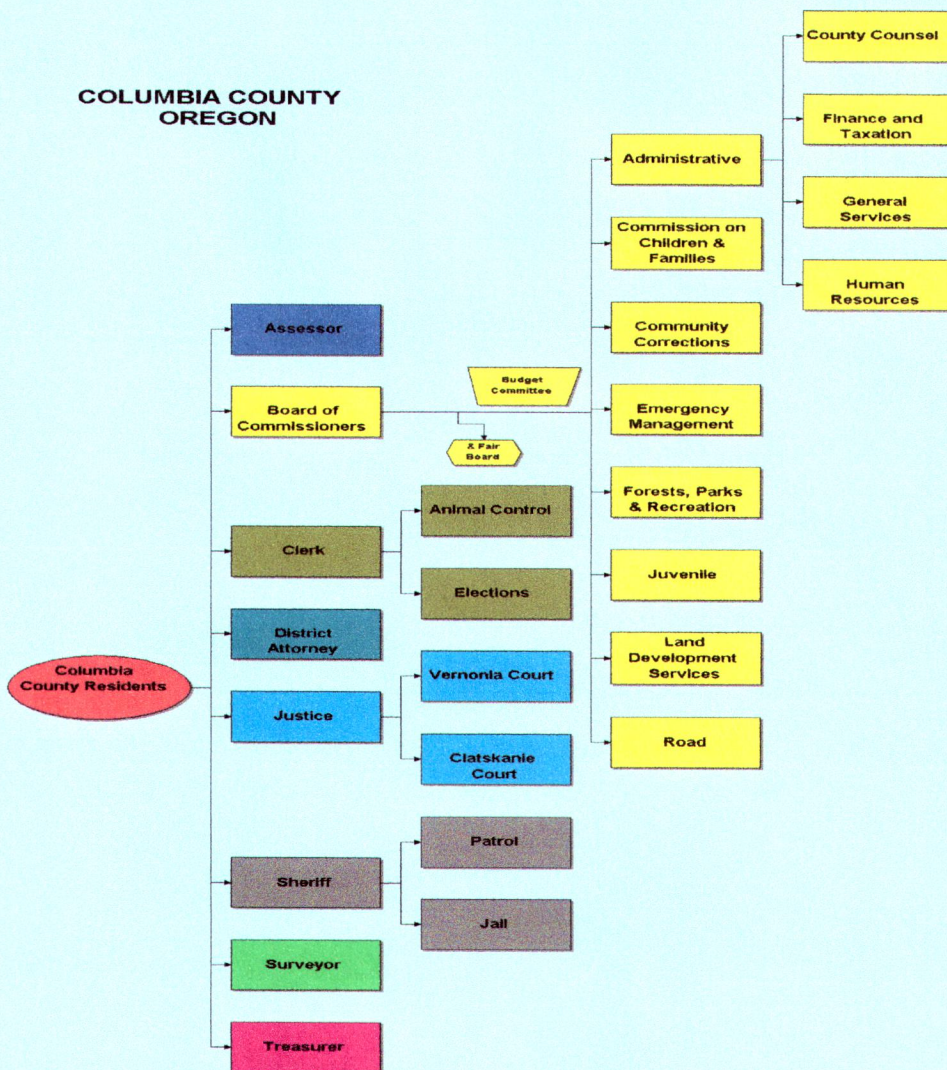 COLUMBIA COUNTY
OREGON
County Counsel
Finance and
Taxation
General
Services
Human
Resources
Administrative
Commission on
Children &
Families
Community
Corrections
Emergency
Management
Forests, Parks
& Recreation
Juvenile
Land
Development
Services
Road
Budget
Committee
& Fair
Board
Assessor
Board of
Commissioners
Clerk
Animal Control
Elections
District
Attorney
Columbia
County Residents
Justice
Vernonia Court
Clatskanie
Court
Sheriff
Patrol
Jail
Surveyor
Treasurer